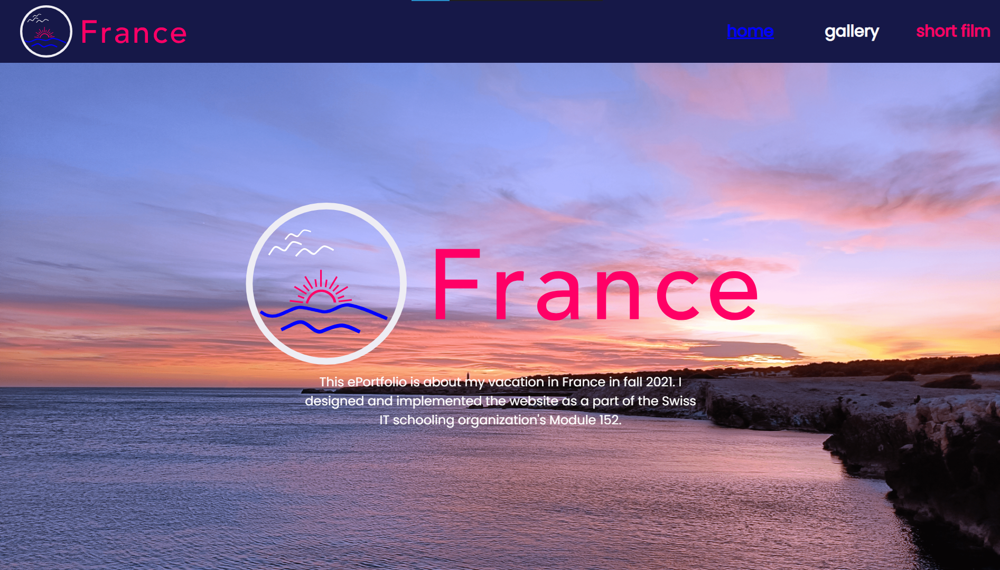 France
home
gallery
short film
France
This ePortfolio is about my vacation in France in fall 2021. I
designed and implemented the website as a part of the Swiss
IT schooling organization's Module 152.